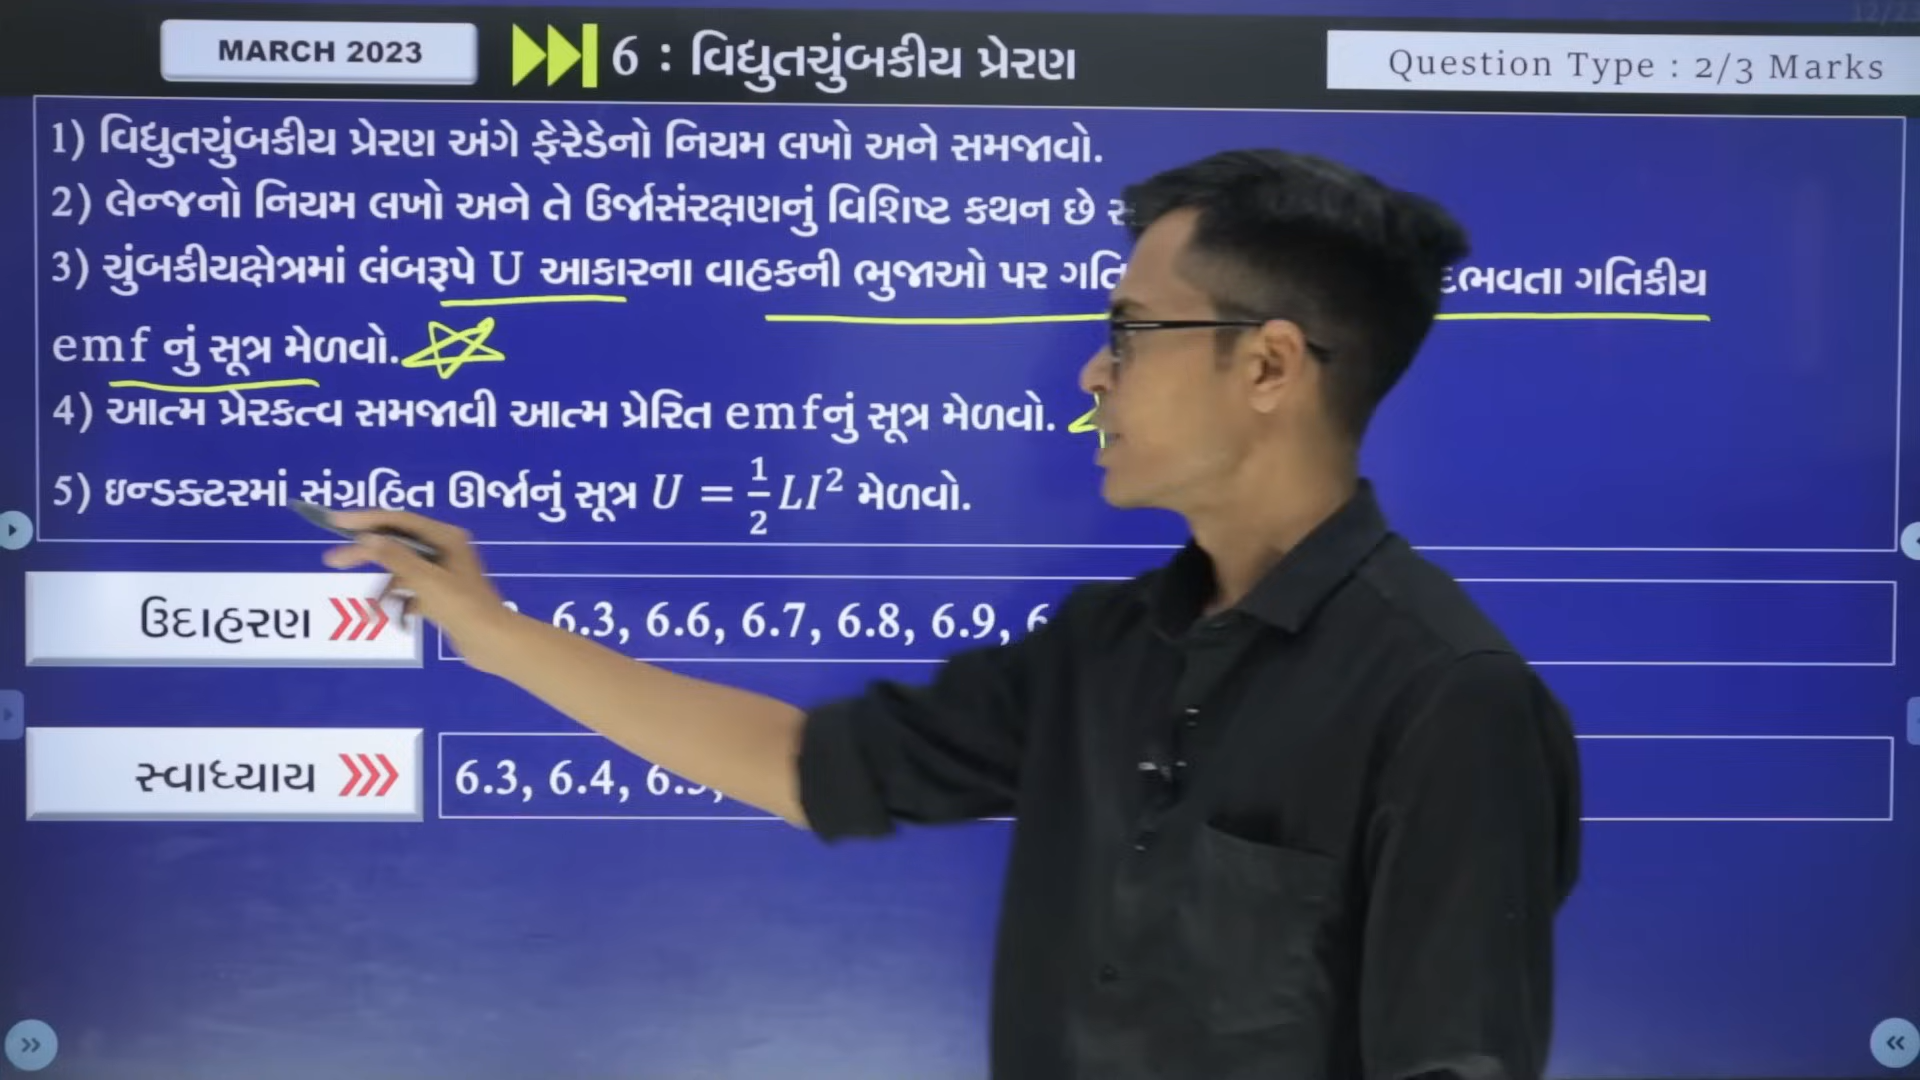 MARCH 2023
6 : વિદ્યુતચુંબકીય પ્રેરણ
Question Type : 2/3 Marks
1) વિદ્યુતચુંબકીય પ્રેરણ અંગે ફેરેડેનો નિયમ લખો અને સમજાવો.
2) લેન્જનો નિયમ લખો અને તે ઉર્જાસંરક્ષણનું વિશિષ્ટ કથન છે
3) ચુંબકીયક્ષેત્રમાં લંબરૂપે U આકારના વાહકની ભુજાઓ પર ગતિકીય
emf નું સૂત્ર મેળવો.
4) આત્મ પ્રેરકત્વ સમજાવી આત્મ પ્રેરિત emfનું સૂત્ર મેળવો.
5) ઇન્ડક્ટરમાં સંગ્રહિત ઊર્જાનું સૂત્ર U = 1/2 LI² મેળવો.
ઉદાહરણ
6.3, 6.6, 6.7, 6.8, 6.9,
સ્વાધ્યાય
6.3, 6.4,